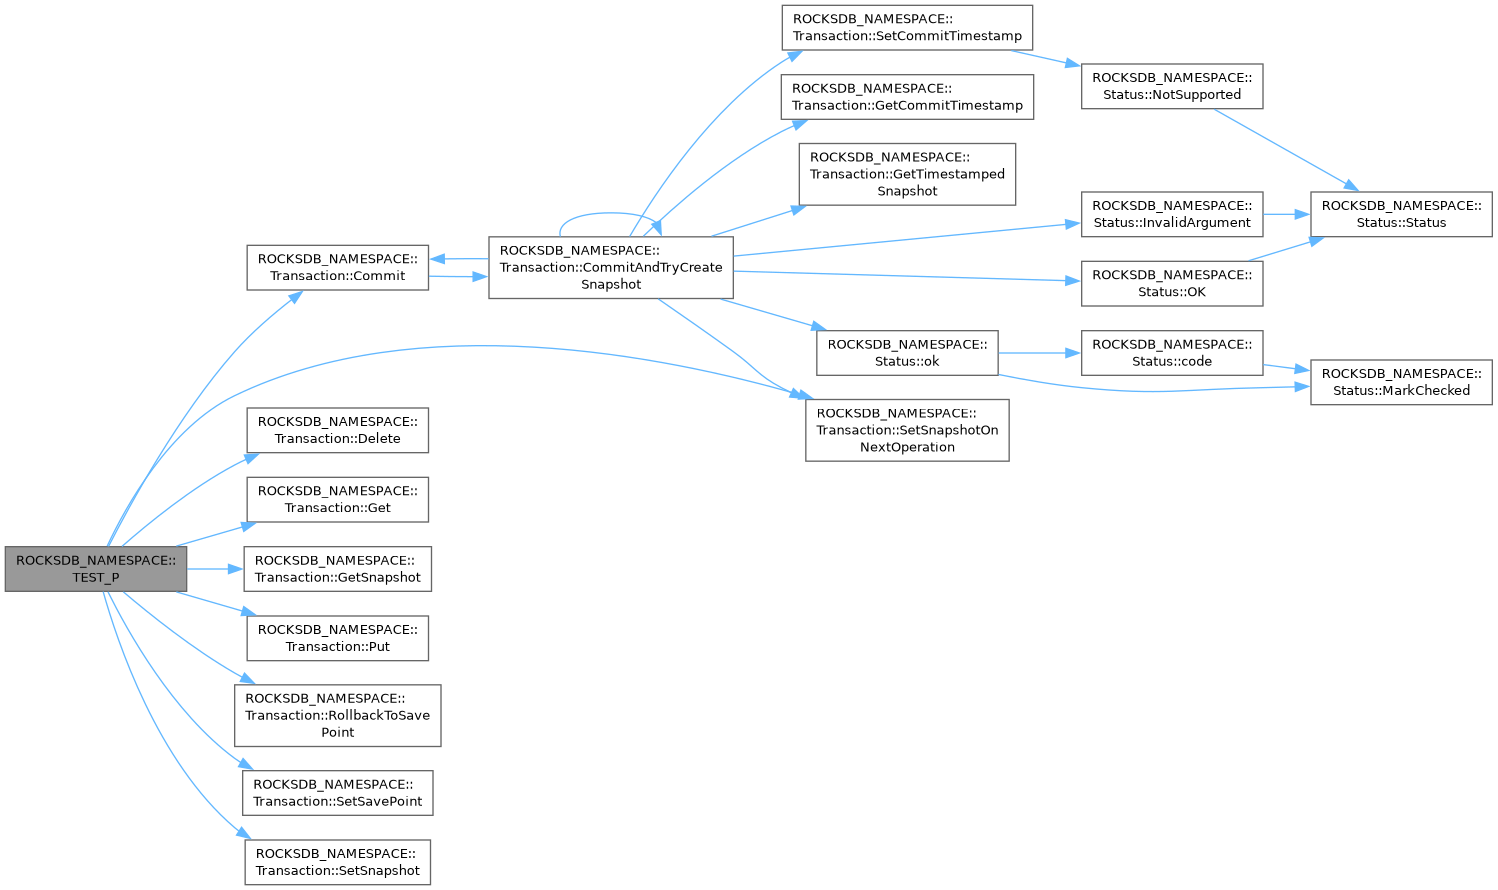 ROCKSDB_NAMESPACE::
Transaction::SetCommitTimestamp
ROCKSDB_NAMESPACE::
Status::NotSupported
ROCKSDB_NAMESPACE::
Transaction::GetCommitTimestamp
ROCKSDB_NAMESPACE::
Transaction::GetTimestamped
Snapshot
ROCKSDB_NAMESPACE::
Status::InvalidArgument
ROCKSDB_NAMESPACE::
Status::Status
ROCKSDB_NAMESPACE::
Transaction::Commit
ROCKSDB_NAMESPACE::
Transaction::CommitAndTryCreate
Snapshot
ROCKSDB_NAMESPACE::
Status::OK
ROCKSDB_NAMESPACE::
Status::ok
ROCKSDB_NAMESPACE::
Status::code
ROCKSDB_NAMESPACE::
Status::MarkChecked
ROCKSDB_NAMESPACE::
Transaction::SetSnapshotOn
NextOperation
ROCKSDB_NAMESPACE::
Transaction::Delete
ROCKSDB_NAMESPACE::
Transaction::Get
ROCKSDB_NAMESPACE::
TEST_P
ROCKSDB_NAMESPACE::
Transaction::GetSnapshot
ROCKSDB_NAMESPACE::
Transaction::Put
ROCKSDB_NAMESPACE::
Transaction::RollbackToSave
Point
ROCKSDB_NAMESPACE::
Transaction::SetSavePoint
ROCKSDB_NAMESPACE::
Transaction::SetSnapshot